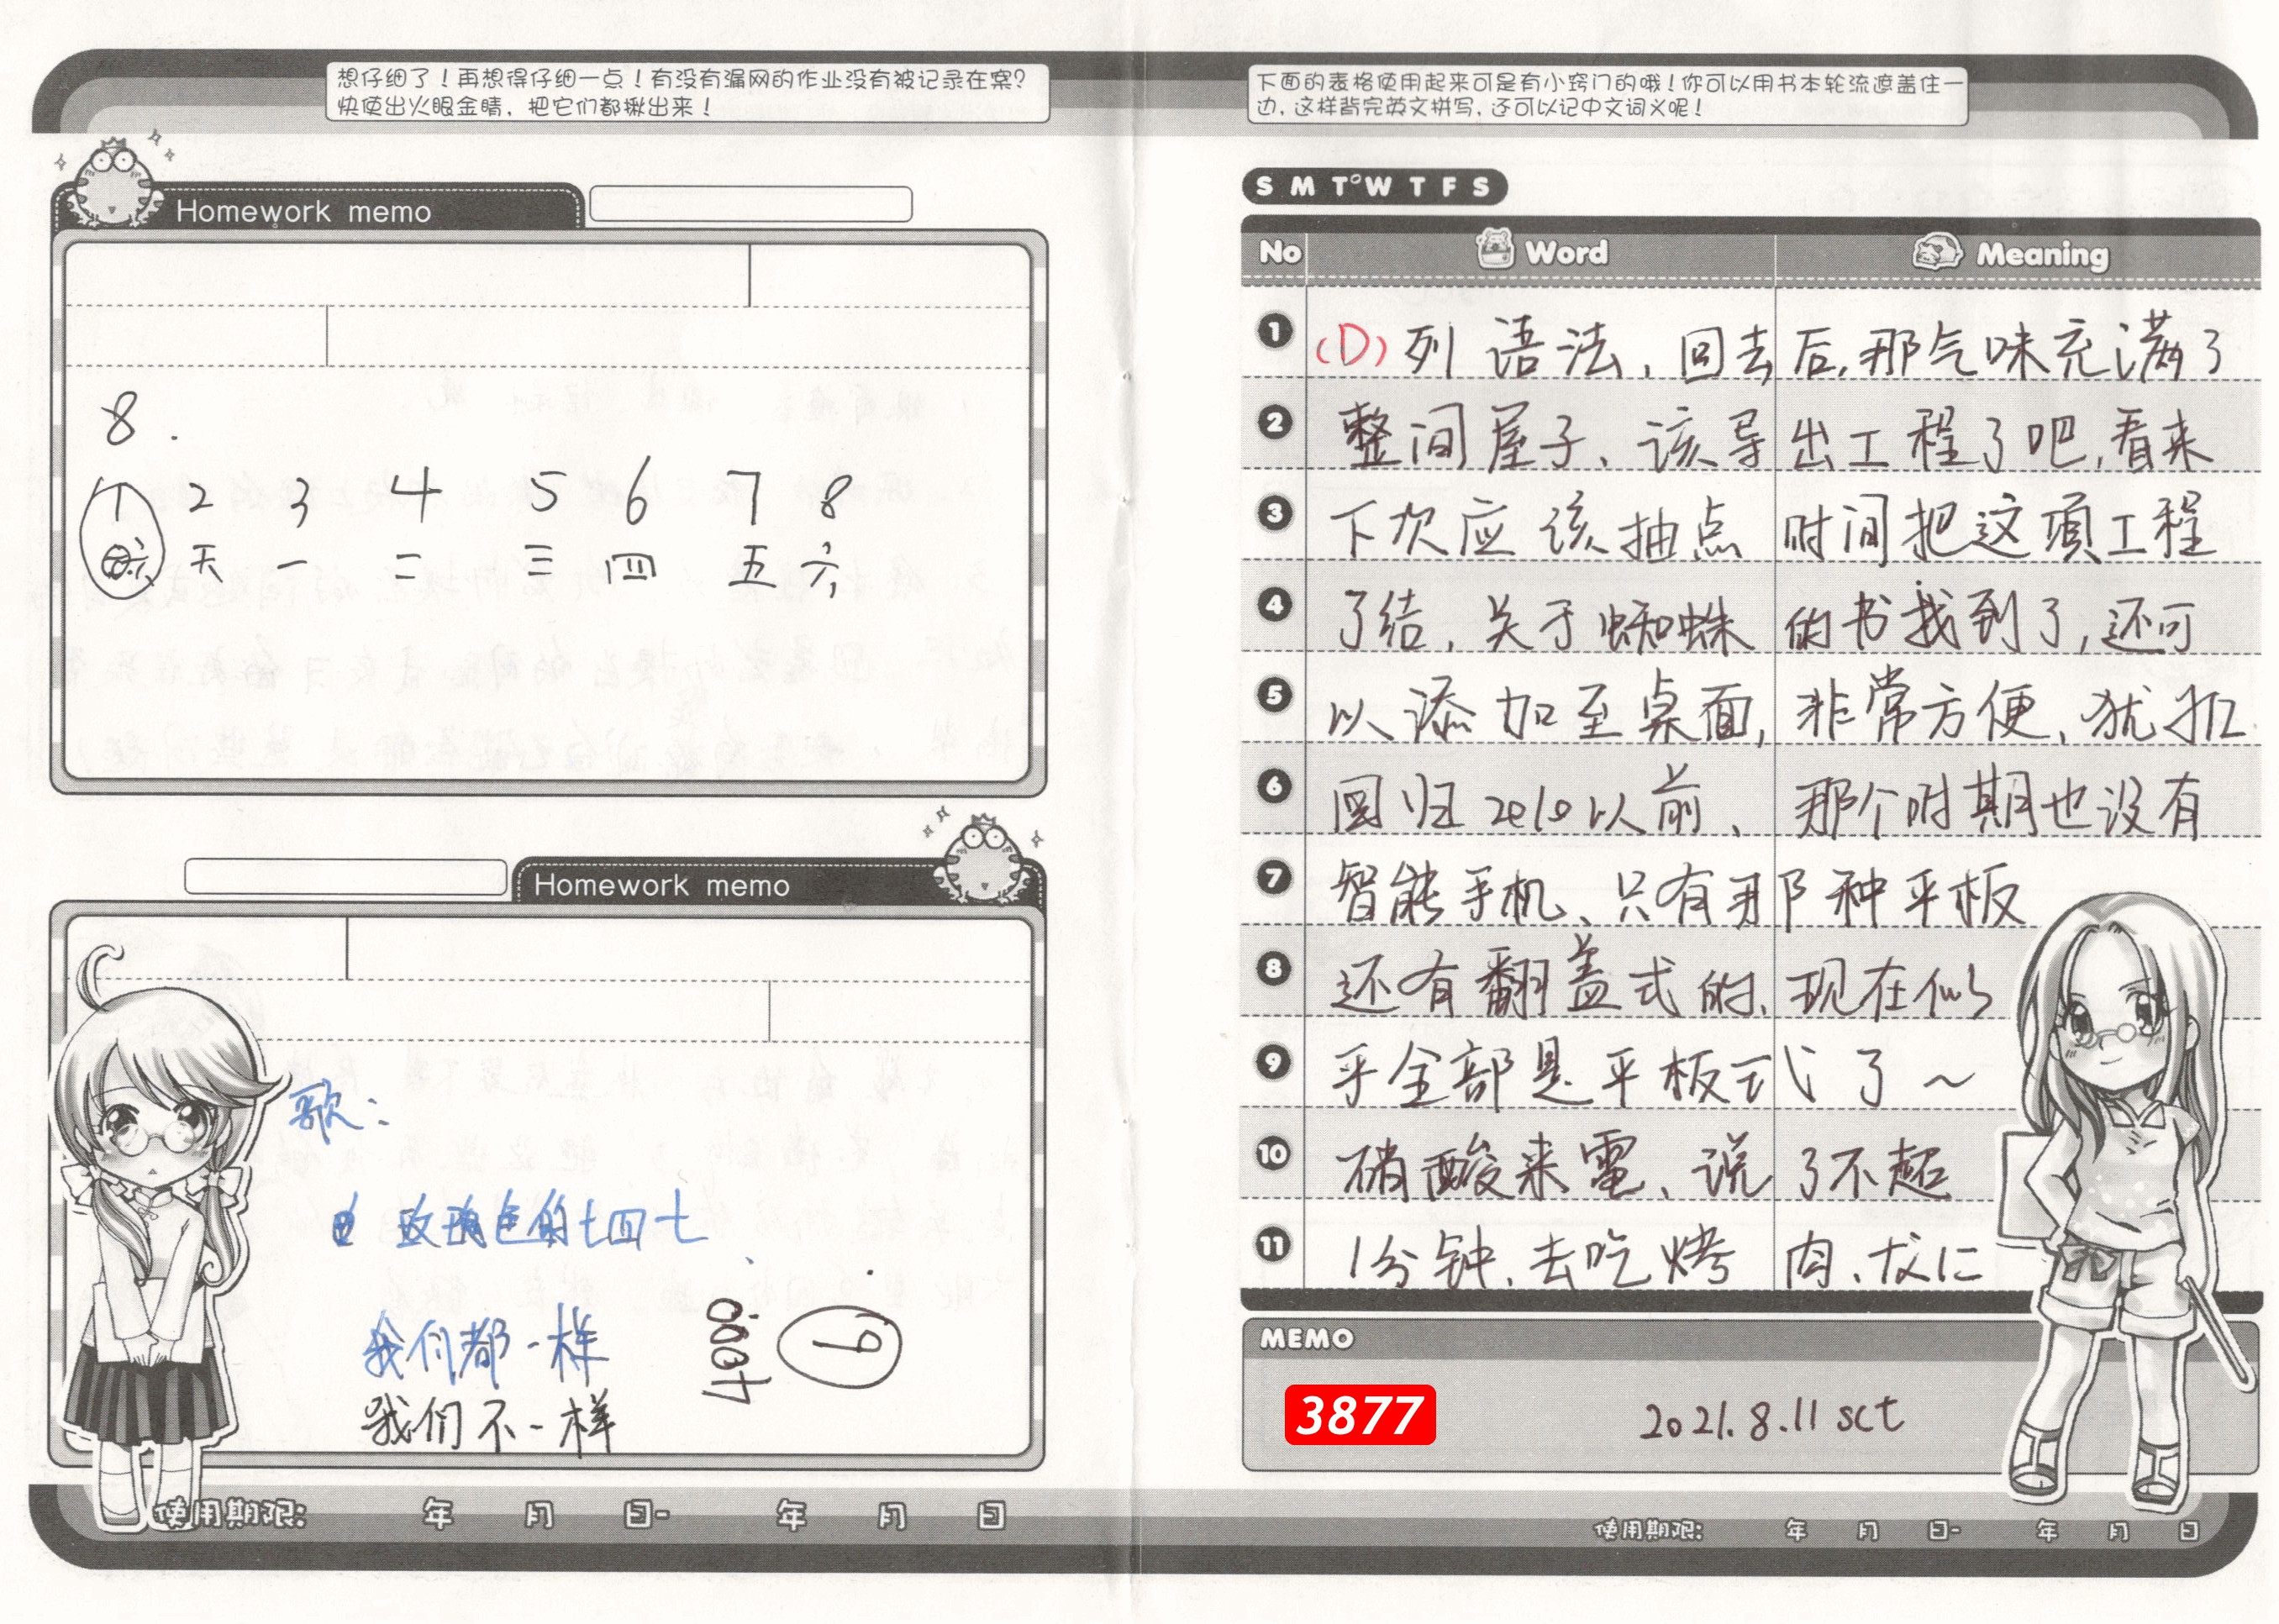 想仔细了！再想得仔细一点！有没有漏网的作业没有被记录在案？
快使出火眼金睛，把它们都揪出来！
Homework memo
8.
1 2 3 4 5 6 7 8
六 天 一 二 三 四 五 六
Homework memo
歌：
玫瑰色的七四七
我们都一样
我们不一样
9
使用期限： 年 月 日- 年 月 日
下面的表格使用起来可是有小窍门的哦！你可以用书本轮流遮盖住一
边，这样背完英文拼写，还可以记中文词义呢！
S M T W T F S
No Word Meaning
1 (D)列语法，回去后，那气味充满了
2 整间屋子、该导出工程了吧，看来
3 下次应该抽点时间把这項工程
4 了结，关于蜘蛛的书找到了，还可
5 以添加至桌面，非常方便、犹如
6 回归2010以前、那个时期也没有
7 智能手机、只有那种平板
8 还有翻盖式的、现在似
9 乎全部是平板式了～
10 硝酸来電、说了不超
11 1分钟、去吃烤肉、
MEMO
3877
2021.8.11 sct
使用期限： 年 月 日- 年 月 日